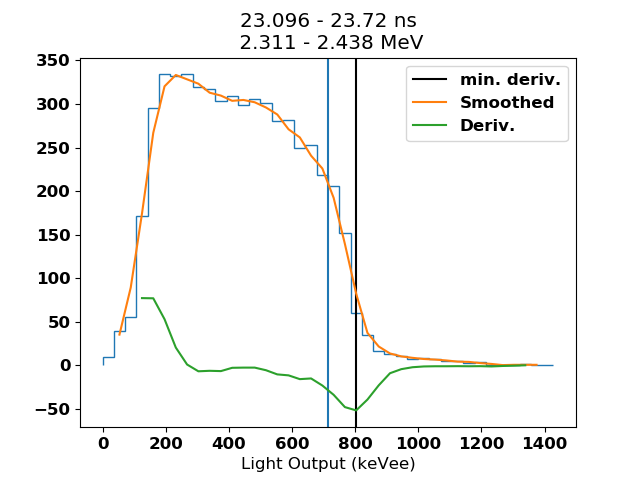 23.096 - 23.72 ns
2.311 - 2.438 MeV
min. deriv.
Smoothed
Deriv.
350
300
250
200
150
100
50
0
−50
0 200 400 600 800 1000 1200 1400
Light Output (keVee)